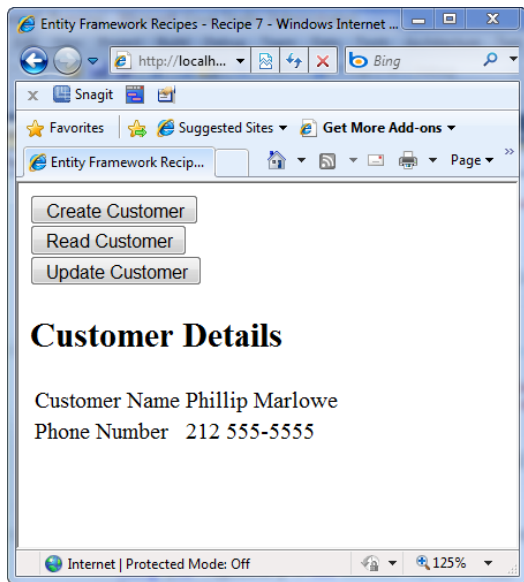 Entity Framework Recipes - Recipe 7 - Windows Internet ...
http://localh...
Bing
x Snagit
Favorites Suggested Sites Get More Add-ons
Entity Framework Recip... Page »
Create Customer
Read Customer
Update Customer
Customer Details
Customer Name Phillip Marlowe
Phone Number 212 555-5555
Internet | Protected Mode: Off 125%